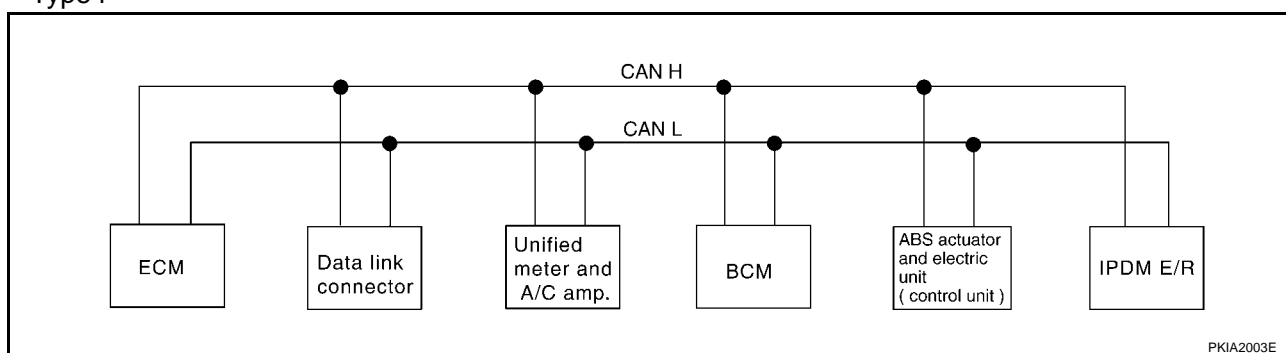 Type
CAN H
CAN L
ECM
Data link
connector
Unified
meter and
A/C amp.
BCM
ABS actuator
and electric
unit
( control unit )
IPDM E/R
PKIA2003E